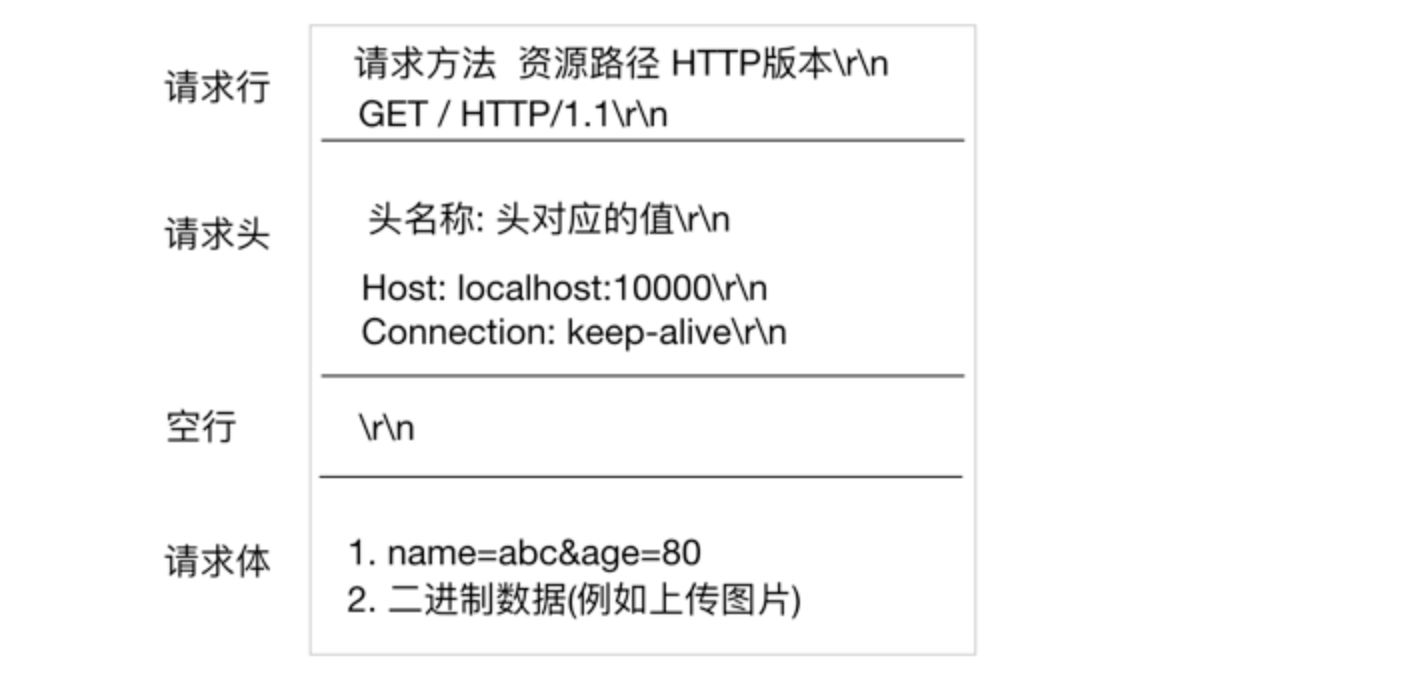 请求行
请求方法 资源路径 HTTP版本\r\n
GET / HTTP/1.1\r\n
请求头
头名称: 头对应的值\r\n
Host: localhost:10000\r\n
Connection: keep-alive\r\n
空行
\r\n
请求体
1. name=abc&age=80
2. 二进制数据(例如上传图片)